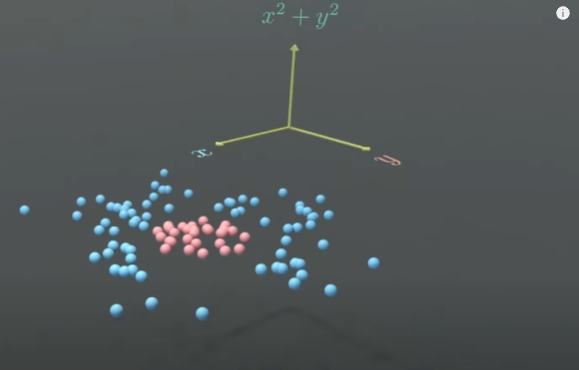 x² + y²
x
y